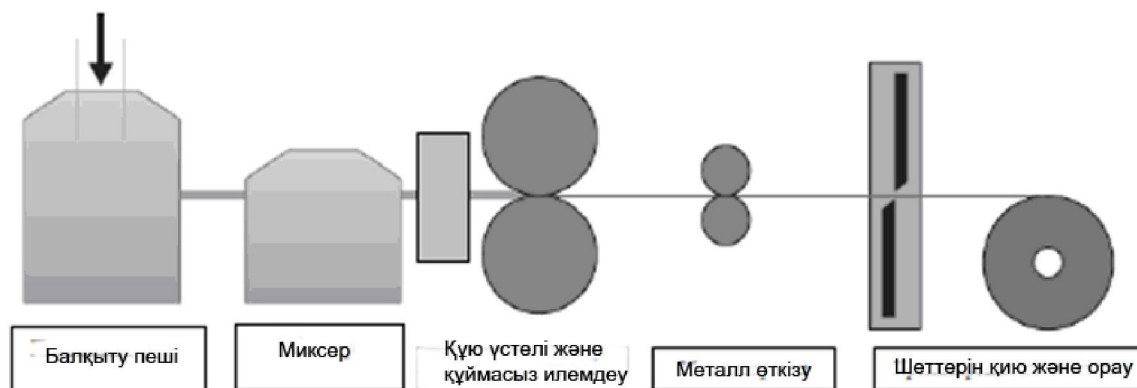 Балқыту пеші
Миксер
Құю үстелі және
құймасыз илемдеу
Металл өткізу
Шеттерін қию және орау